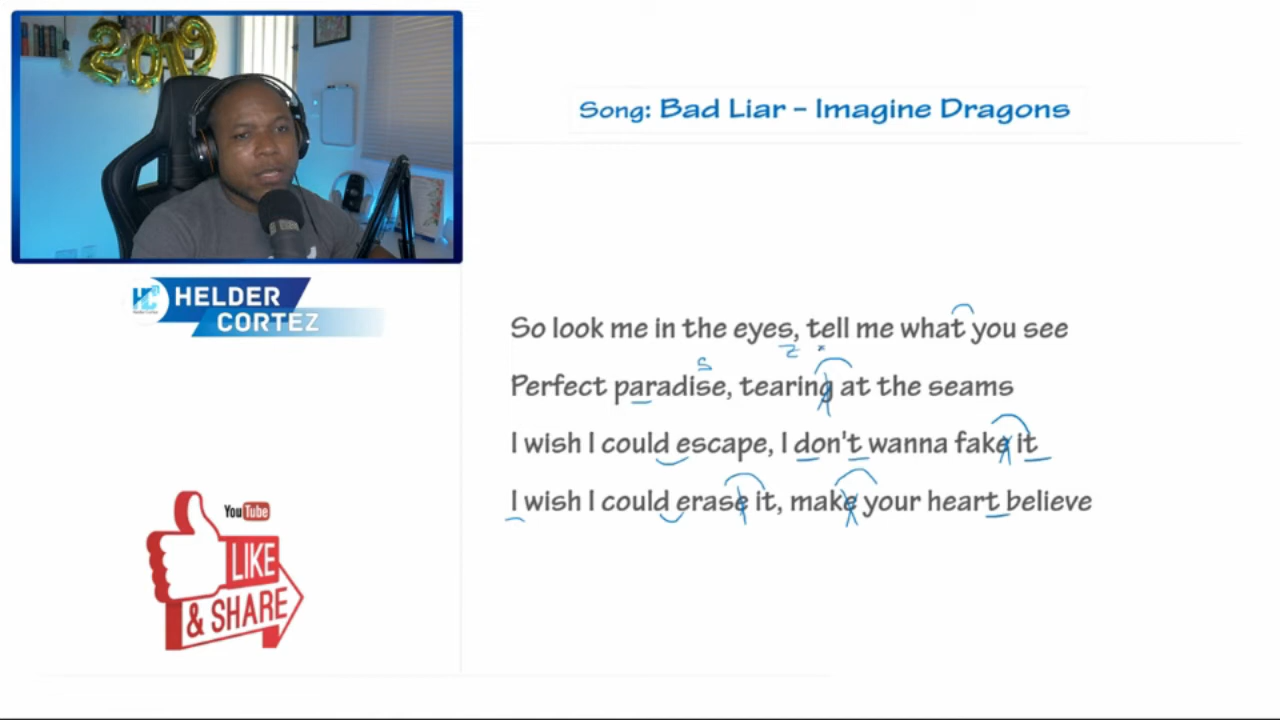 2019
Song: Bad Liar – Imagine Dragons
HELDER
CORTEZ
So look me in the eyes, tell me what you see
z
s
Perfect paradise, tearing at the seams
I wish I could escape, I don't wanna fake it
I wish I could erase it, make your heart believe
YouTube
LIKE
& SHARE